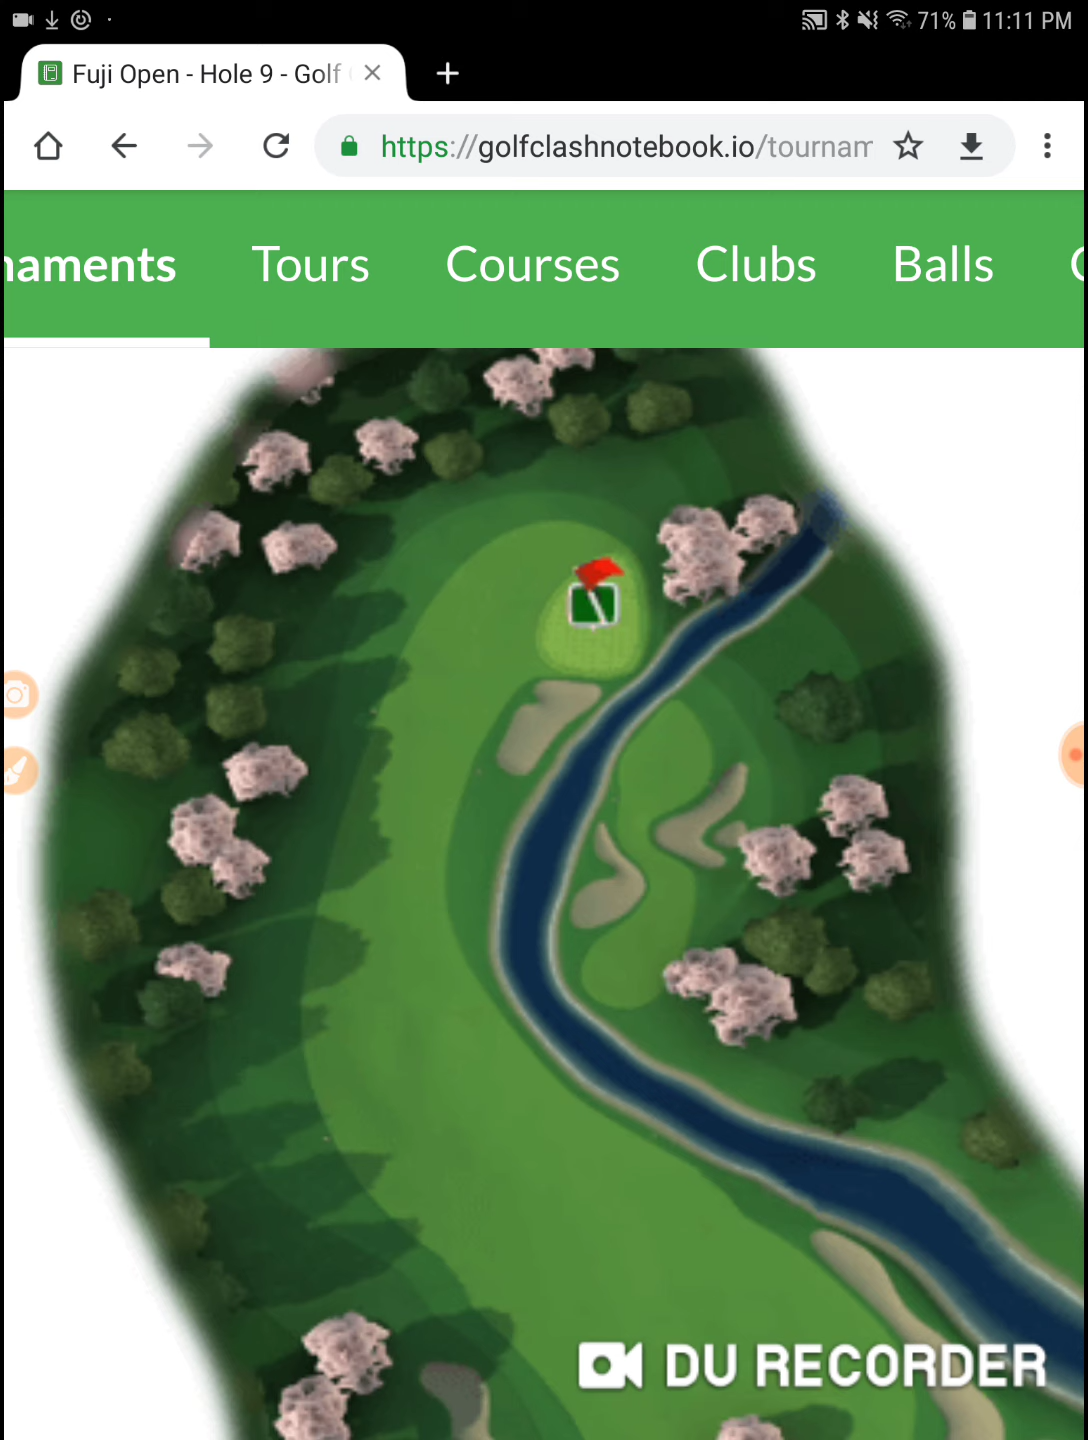 71% 11:11 PM
Fuji Open - Hole 9 - Golf
https://golfclashnotebook.io/tournam
naments Tours Courses Clubs Balls
DU RECORDER